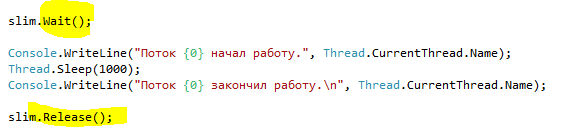 slim.Wait();
Console.WriteLine("Поток {0} начал работу.", Thread.CurrentThread.Name);
Thread.Sleep(1000);
Console.WriteLine("Поток {0} закончил работу.\n", Thread.CurrentThread.Name);
slim.Release();